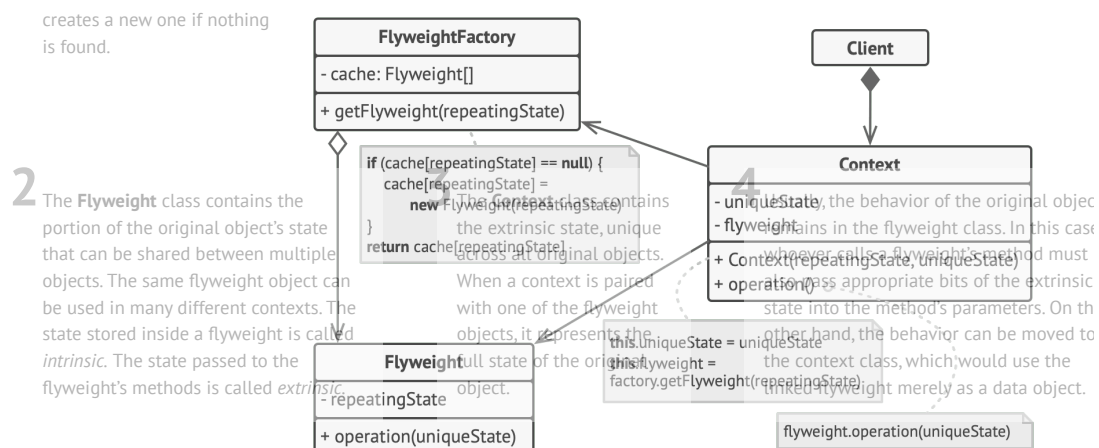 creates a new one if nothing
is found.
FlyweightFactory
- cache: Flyweight[]
+ getFlyweight(repeatingState)
Client
if (cache[repeatingState] == null) {
cache[repeatingState] =
new Flyweight(repeatingState)
}
return cache[repeatingState]
Context
- uniqueState
- flyweight
+ Context(repeatingState, uniqueState)
+ operation()
2
The Flyweight class contains the
portion of the original object's state
that can be shared between multiple
objects. The same flyweight object can
be used in many different contexts. The
state stored inside a flyweight is called
intrinsic. The state passed to the
flyweight's methods is called extrinsic.
3
The Context class contains
the extrinsic state, unique
across all original objects.
When a context is paired
with one of the flyweight
objects, it represents the
full state of the original
object.
4
Usually, the behavior of the original objec
remains in the flyweight class. In this case
whoever calls a flyweight's method must
also pass appropriate bits of the extrinsic
state into the method's parameters. On th
other hand, the behavior can be moved to
the context class, which would use the
linked flyweight merely as a data object.
this.uniqueState = uniqueState
this.flyweight =
factory.getFlyweight(repeatingState)
Flyweight
- repeatingState
+ operation(uniqueState)
flyweight.operation(uniqueState)